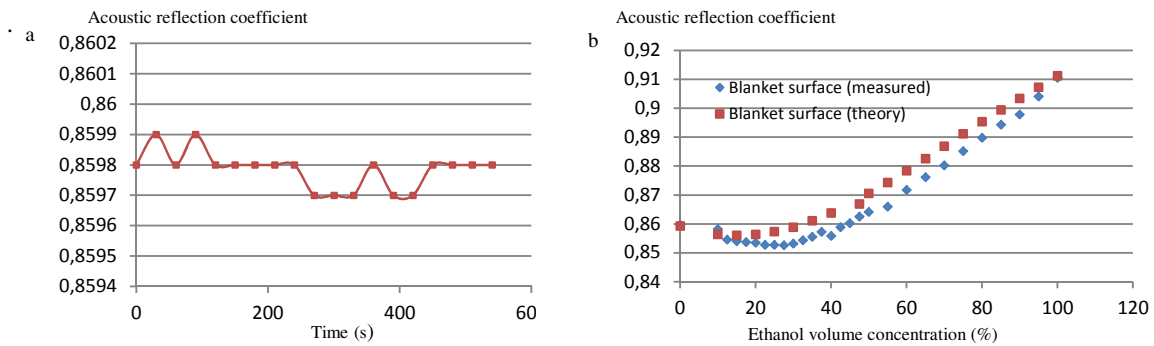 Acoustic reflection coefficient
. a
0,8602
0,8601
0,86
0,8599
0,8598
0,8597
0,8596
0,8595
0,8594
0 200 400 60
Time (s)
Acoustic reflection coefficient
b
0,92
0,91
0,9
0,89
0,88
0,87
0,86
0,85
0,84
Blanket surface (measured)
Blanket surface (theory)
0 20 40 60 80 100 120
Ethanol volume concentration (%)